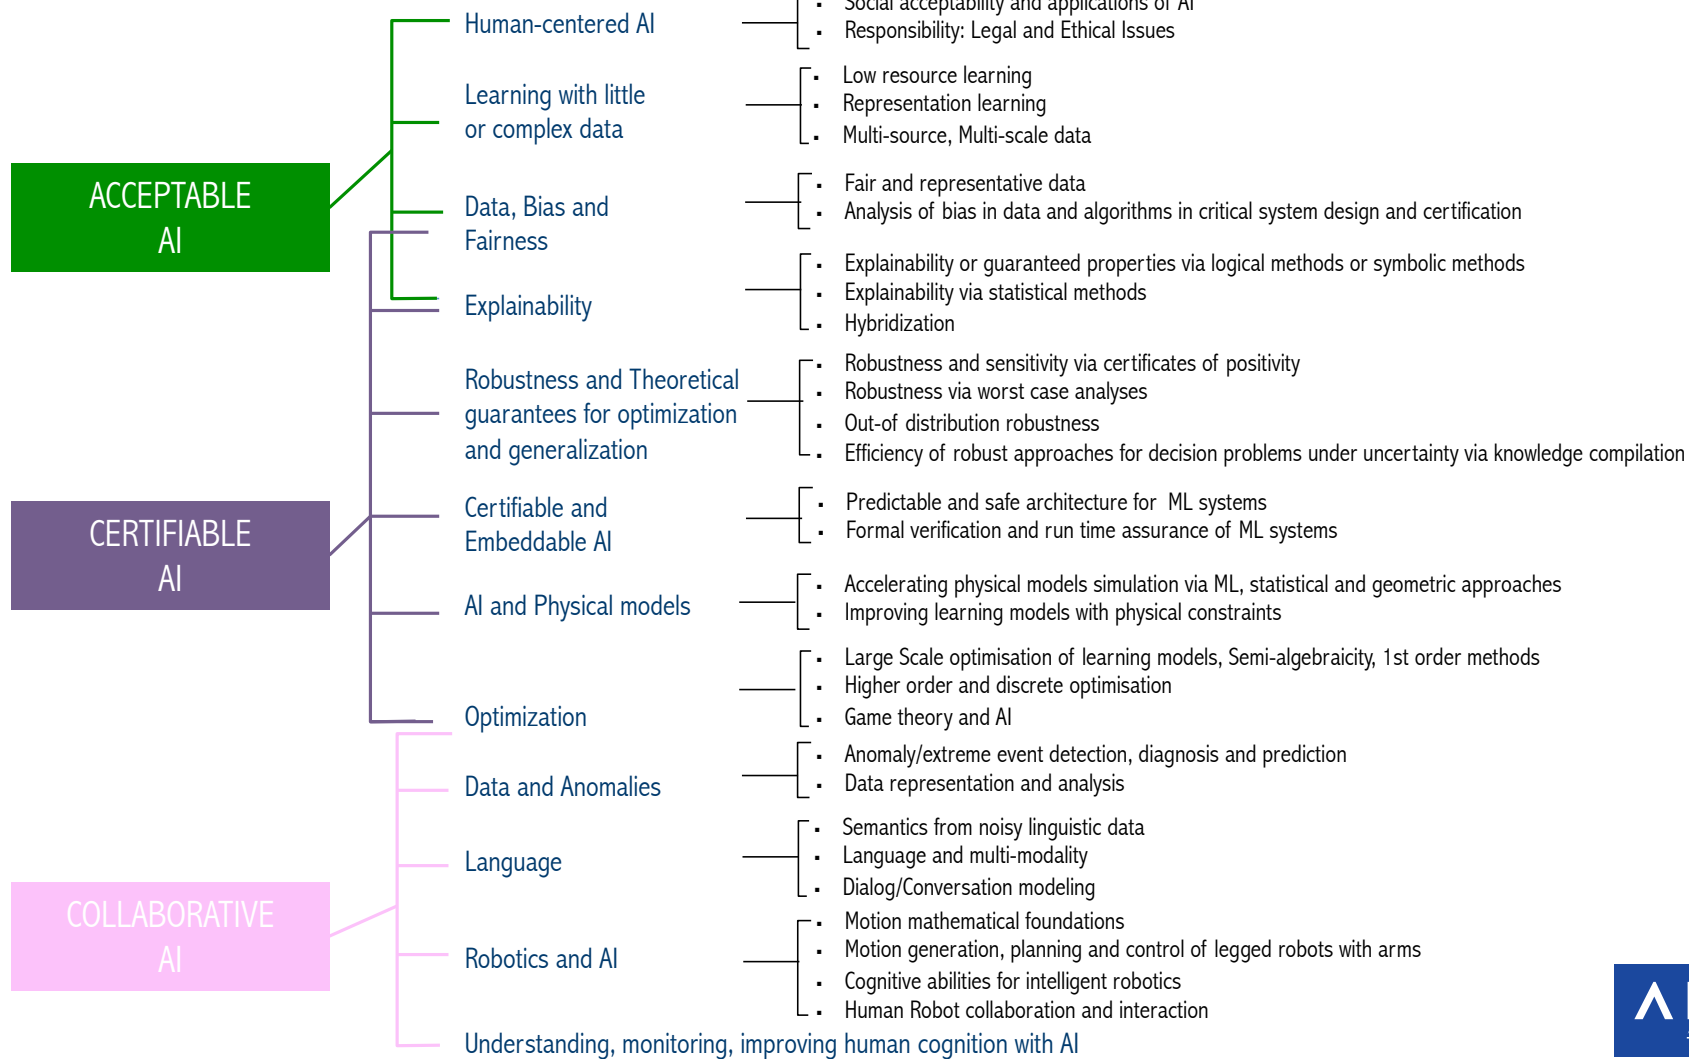 Social acceptability and applications of AI
Human-centered AI
Responsibility: Legal and Ethical Issues
Learning with little
or complex data
Low resource learning
Representation learning
Multi-source, Multi-scale data
ACCEPTABLE
AI
Data, Bias and
Fairness
Fair and representative data
Analysis of bias in data and algorithms in critical system design and certification
Explainability
Explainability or guaranteed properties via logical methods or symbolic methods
Explainability via statistical methods
Hybridization
Robustness and Theoretical
guarantees for optimization
and generalization
Robustness and sensitivity via certificates of positivity
Robustness via worst case analyses
Out-of distribution robustness
Efficiency of robust approaches for decision problems under uncertainty via knowledge compilation
CERTIFIABLE
AI
Certifiable and
Embeddable AI
Predictable and safe architecture for ML systems
Formal verification and run time assurance of ML systems
AI and Physical models
Accelerating physical models simulation via ML, statistical and geometric approaches
Improving learning models with physical constraints
Optimization
Large Scale optimisation of learning models, Semi-algebraicity, 1st order methods
Higher order and discrete optimisation
Game theory and AI
Data and Anomalies
Anomaly/extreme event detection, diagnosis and prediction
Data representation and analysis
Language
Semantics from noisy linguistic data
Language and multi-modality
Dialog/Conversation modeling
COLLABORATIVE
AI
Robotics and AI
Motion mathematical foundations
Motion generation, planning and control of legged robots with arms
Cognitive abilities for intelligent robotics
Human Robot collaboration and interaction
Understanding, monitoring, improving human cognition with AI